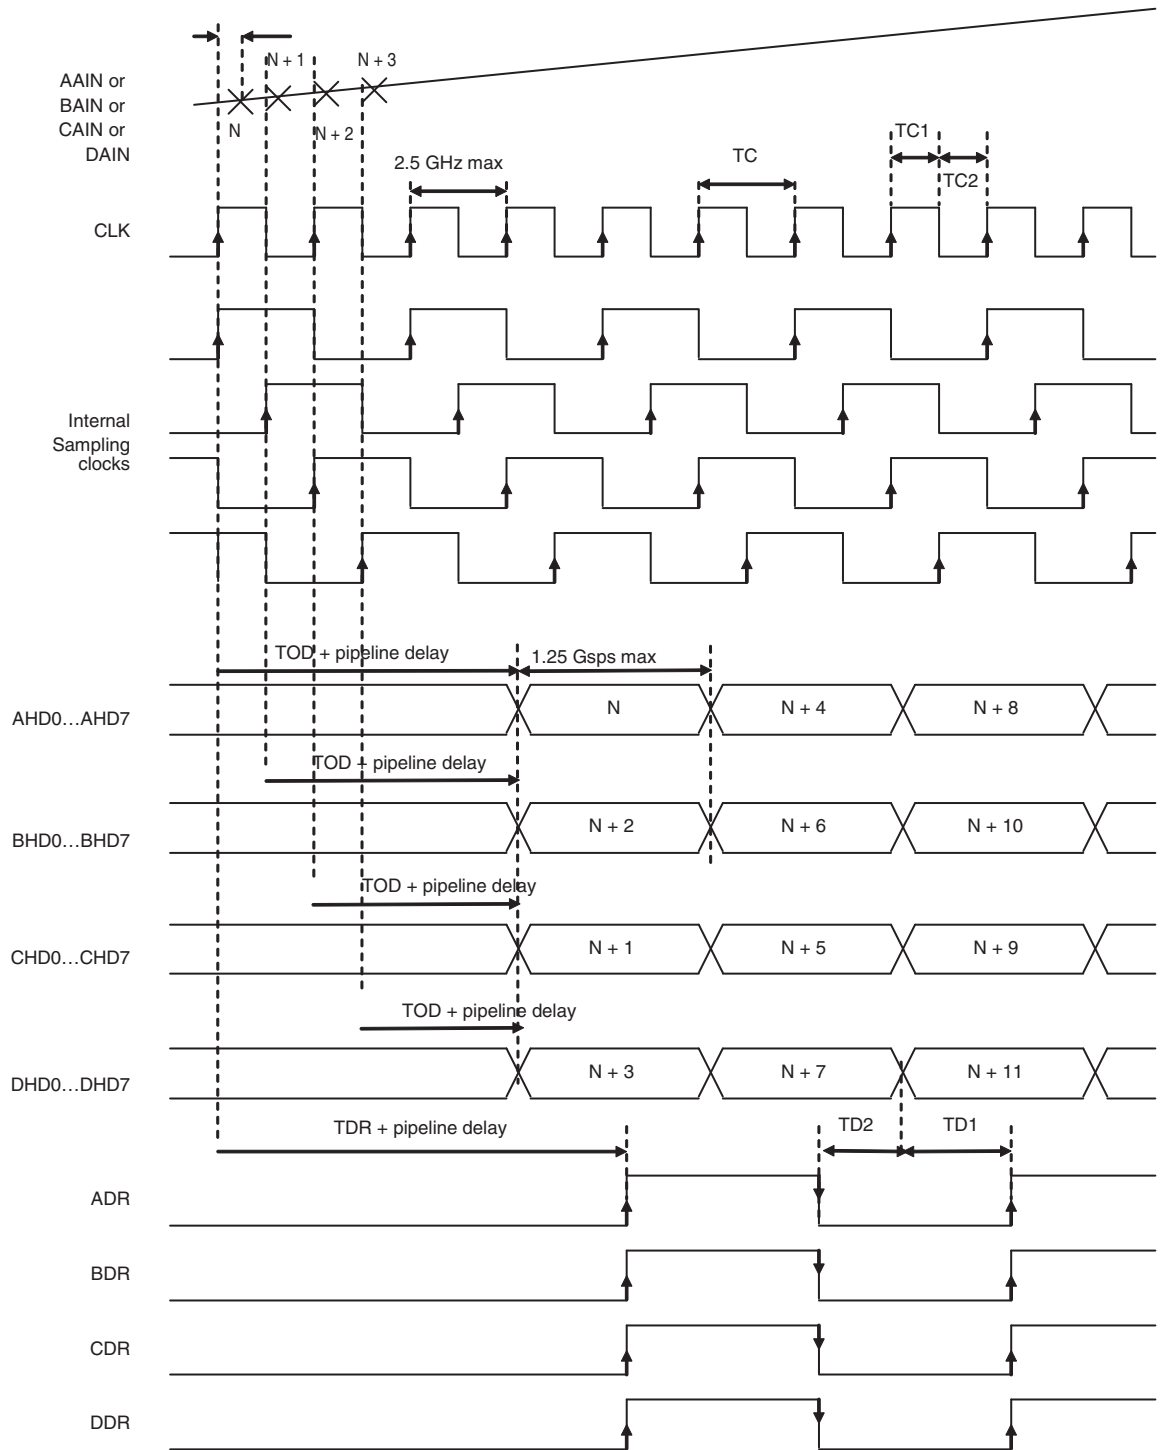 N + 1
N + 3
AAIN or
BAIN or
CAIN or
DAIN
N
N + 2
2.5 GHz max
TC
TC1
TC2
CLK
Internal
Sampling
clocks
TOD + pipeline delay
1.25 Gsps max
AHD0…AHD7
N
N + 4
N + 8
TOD + pipeline delay
BHD0…BHD7
N + 2
N + 6
N + 10
TOD + pipeline delay
CHD0…CHD7
N + 1
N + 5
N + 9
TOD + pipeline delay
DHD0…DHD7
N + 3
N + 7
N + 11
TDR + pipeline delay
TD2
TD1
ADR
BDR
CDR
DDR